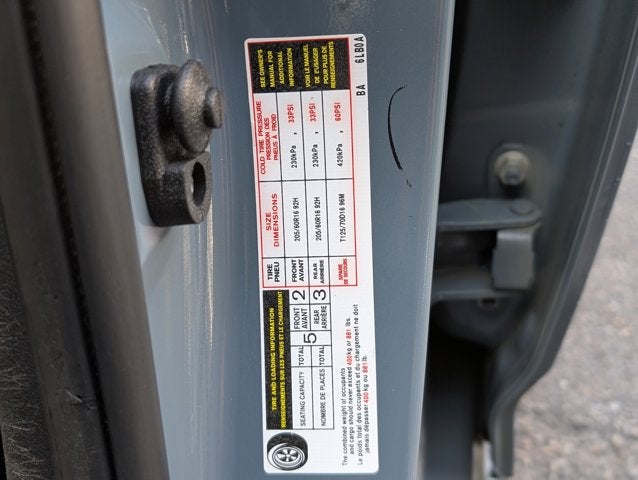 TIRE AND LOADING INFORMATION
RENSEIGNEMENTS SUR LES PNEUS ET LE CHARGEMENT
SEATING CAPACITY TOTAL 5 FRONT AVANT 2
NOMBRE DE PLACES TOTAL REAR ARRIÈRE 3
The combined weight of occupants
and cargo should never exceed 400kg or 881 lbs.
Le poids total des occupants et du chargement ne doit
jamais dépasser 400 kg ou 881 lb.
TIRE PNEU SIZE DIMENSIONS COLD TIRE PRESSURE PRESSION DES PNEUS À FROID
FRONT AVANT 205/60R16 92H 230kPa , 33PSI
REAR ARRIÈRE 205/60R16 92H 230kPa , 33PSI
SPARE DE SECOURS T125/70D16 96M 420kPa , 60PSI
SEE OWNER'S
MANUAL FOR
ADDITIONAL
INFORMATION
VOIR LE MANUEL
DE L'USAGER
POUR PLUS DE
RENSEIGNEMENTS
BA 6LB0A